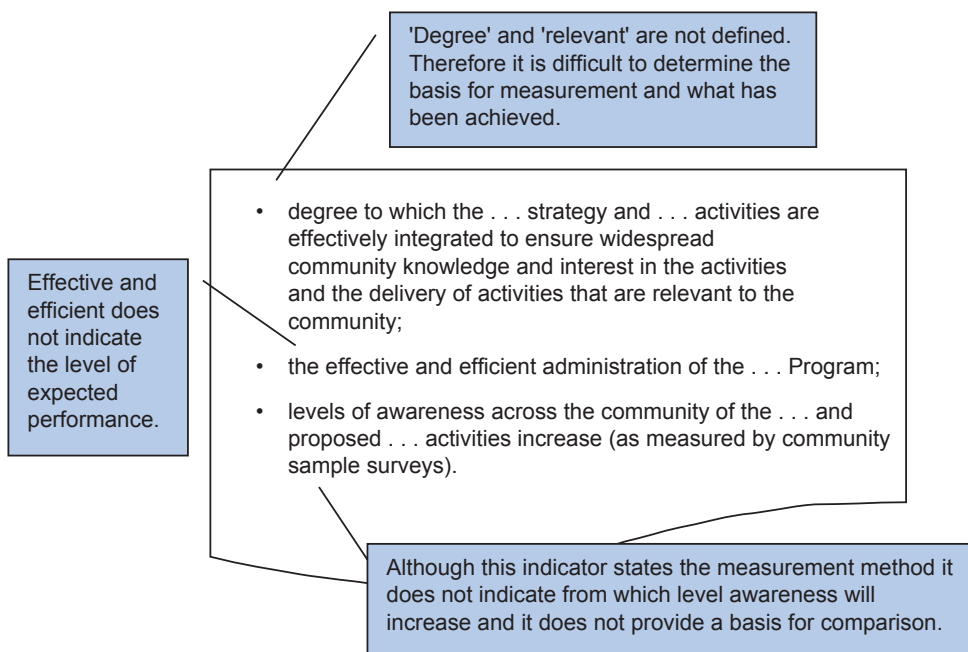 'Degree' and 'relevant' are not defined.
Therefore it is difficult to determine the
basis for measurement and what has
been achieved.
• degree to which the . . . strategy and . . . activities are
effectively integrated to ensure widespread
community knowledge and interest in the activities
and the delivery of activities that are relevant to the
community;
Effective and
efficient does
not indicate
the level of
expected
performance.
• the effective and efficient administration of the . . . Program;
• levels of awareness across the community of the . . . and
proposed . . . activities increase (as measured by community
sample surveys).
Although this indicator states the measurement method it
does not indicate from which level awareness will
increase and it does not provide a basis for comparison.